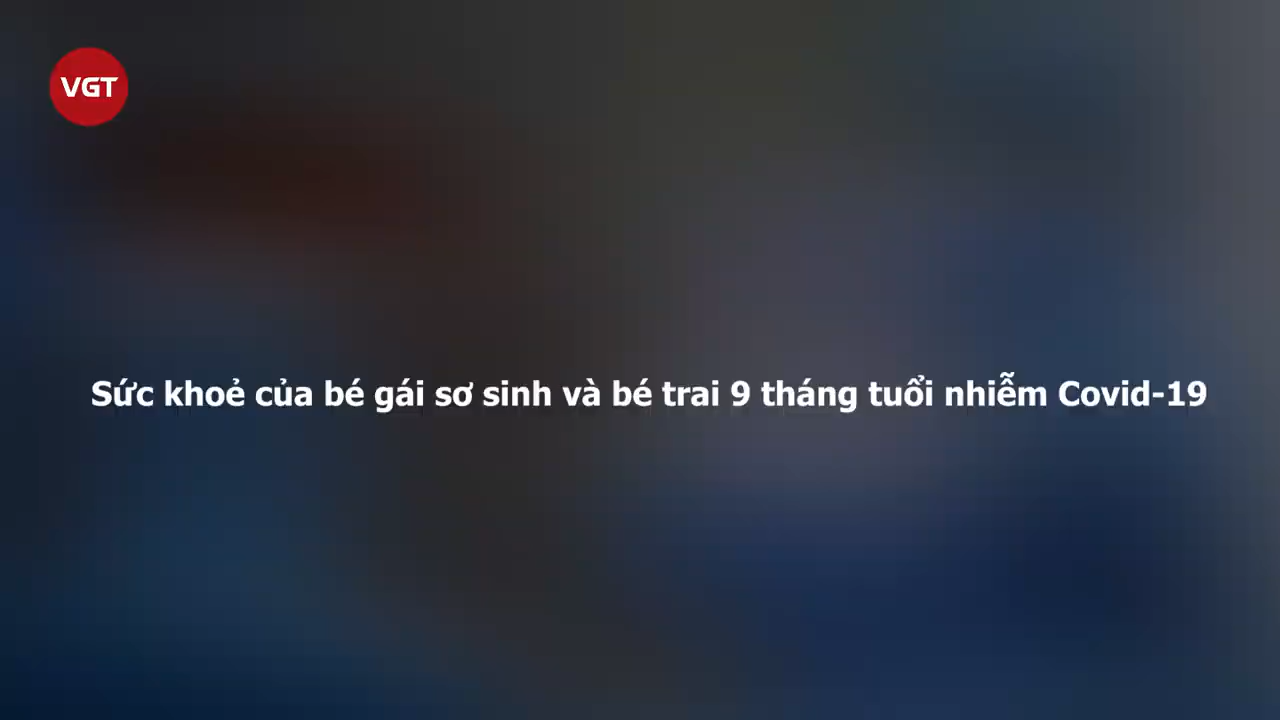 VGT
Sức khoẻ của bé gái sơ sinh và bé trai 9 tháng tuổi nhiễm Covid-19